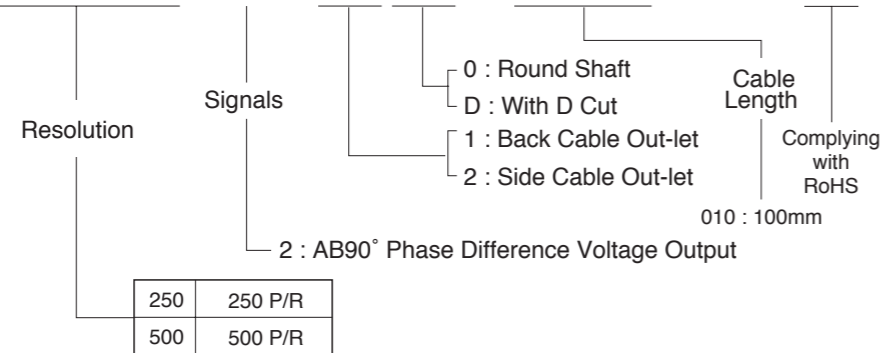 0 : Round Shaft
D : With D Cut
1 : Back Cable Out-let
2 : Side Cable Out-let
Signals
Resolution
Cable
Length
Complying
with
RoHS
010 : 100mm
2 : AB90° Phase Difference Voltage Output
250 250 P/R
500 500 P/R